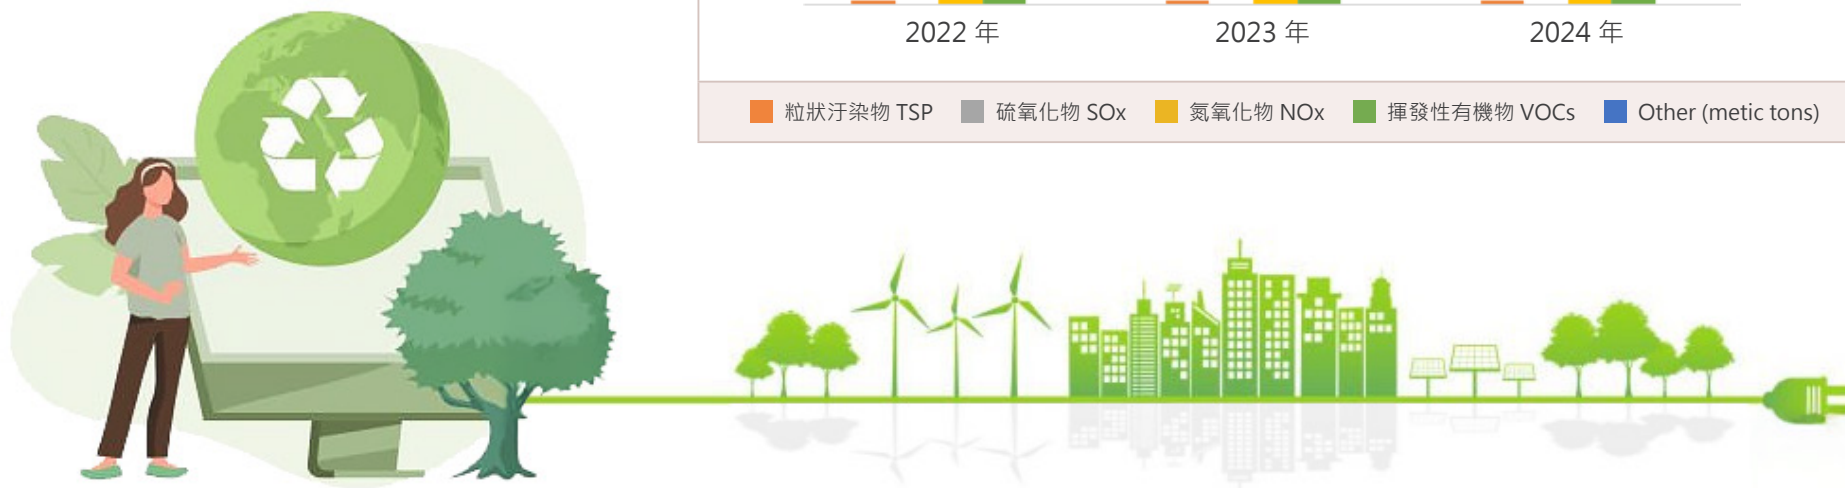 2022 年 2023 年 2024 年
粒狀汙染物 TSP 硫氧化物 SOx 氮氧化物 NOx 揮發性有機物 VOCs Other (metic tons)